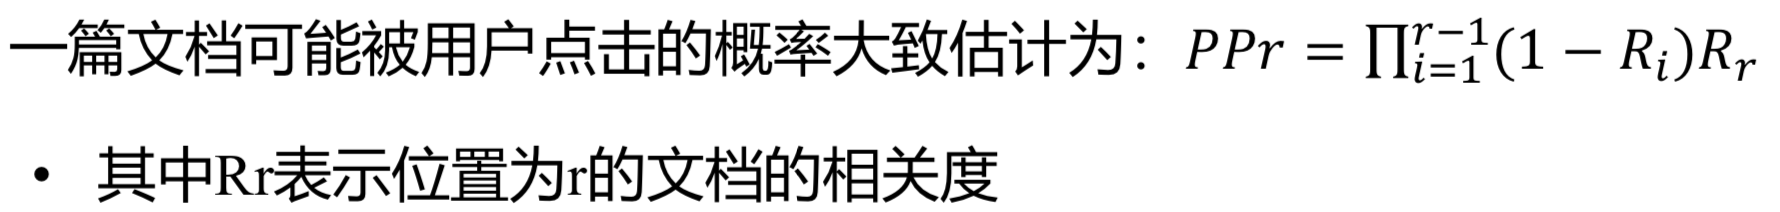 一篇文档可能被用户点击的概率大致估计为：PPr = ∏_{i=1}^{r-1}(1 − R_i)R_r
• 其中Rr表示位置为r的文档的相关度